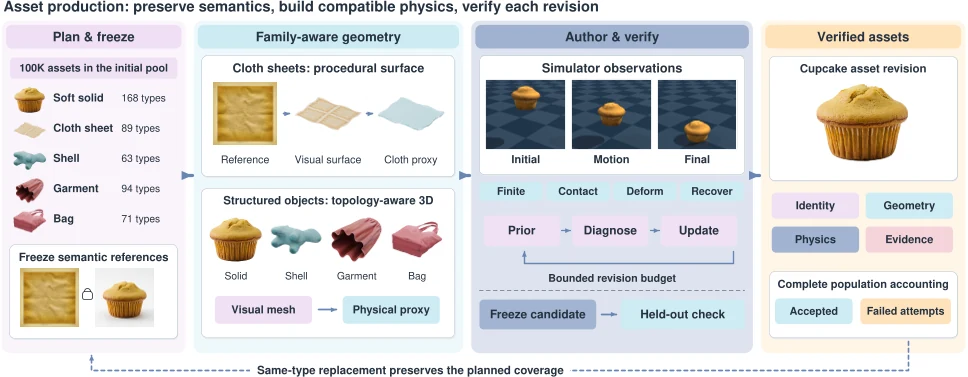 Asset production: preserve semantics, build compatible physics, verify each revision
Plan & freeze
100K assets in the initial pool
Soft solid 168 types
Cloth sheet 89 types
Shell 63 types
Garment 94 types
Bag 71 types
Freeze semantic references
Family-aware geometry
Cloth sheets: procedural surface
Reference Visual surface Cloth proxy
Structured objects: topology-aware 3D
Solid Shell Garment Bag
Visual mesh Physical proxy
Author & verify
Simulator observations
Initial Motion Final
Finite Contact Deform Recover
Prior Diagnose Update
Bounded revision budget
Freeze candidate Held-out check
Verified assets
Cupcake asset revision
Identity Geometry
Physics Evidence
Complete population accounting
Accepted Failed attempts
Same-type replacement preserves the planned coverage